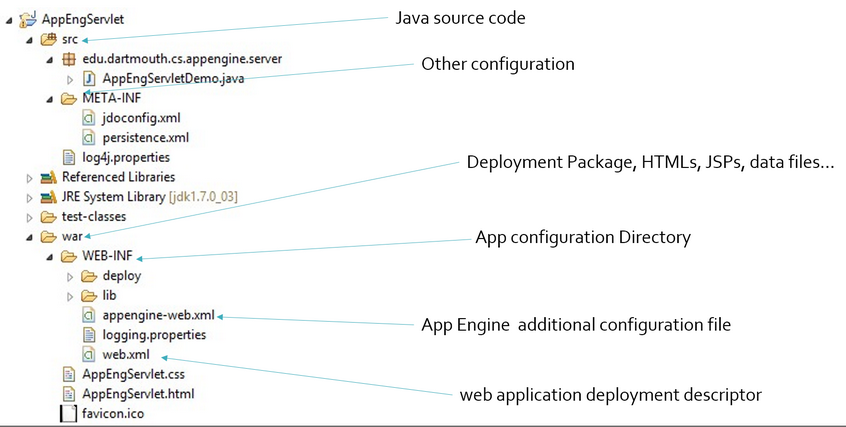 AppEngServlet
Java source code
src
edu.dartmouth.cs.appengine.server
Other configuration
AppEngServletDemo.java
META-INF
jdoconfig.xml
persistence.xml
log4j.properties
Deployment Package, HTMLs, JSPs, data files...
Referenced Libraries
JRE System Library [jdk1.7.0_03]
test-classes
war
App configuration Directory
WEB-INF
deploy
lib
appengine-web.xml
App Engine additional configuration file
logging.properties
web.xml
AppEngServlet.css
web application deployment descriptor
AppEngServlet.html
favicon.ico